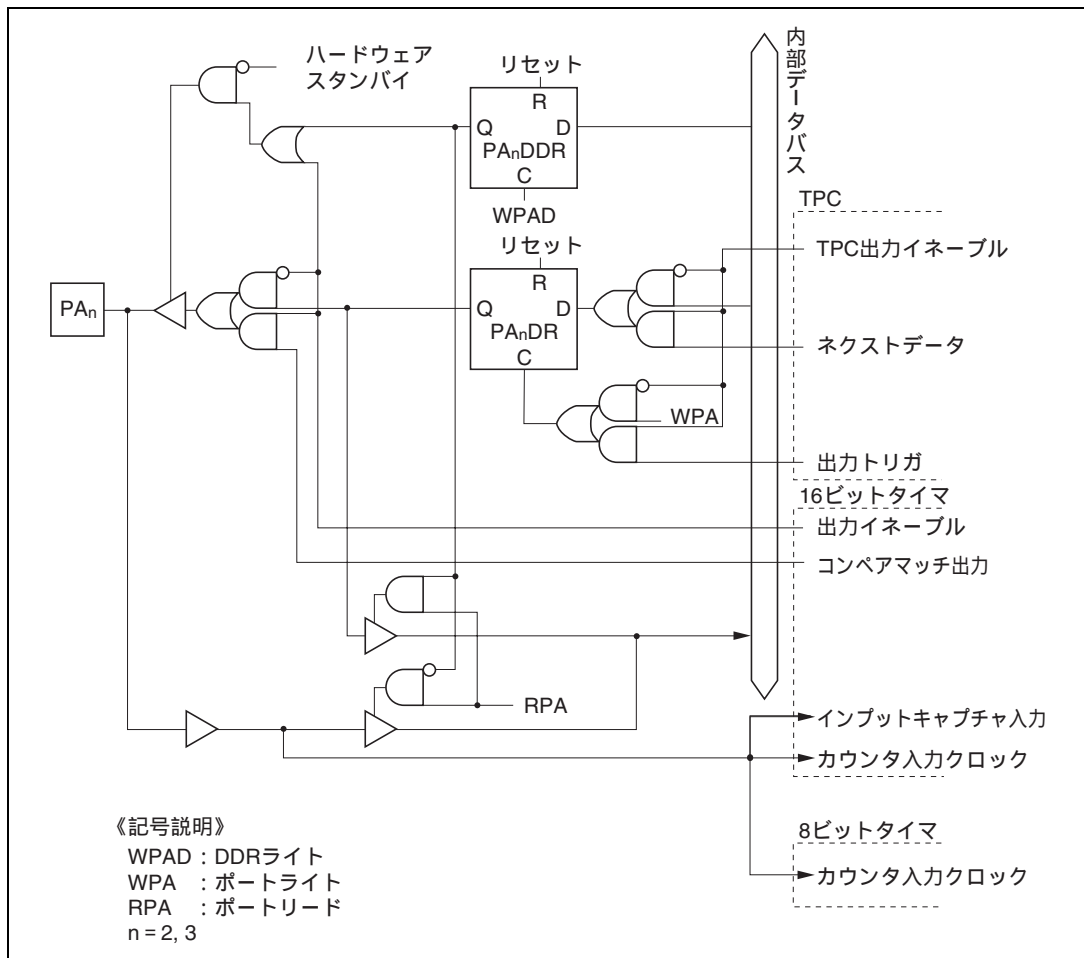 ハードウェア
スタンバイ
リセット
R
Q
D
PAnDDR
C
WPAD
内部データバス
TPC
TPC出力イネーブル
リセット
R
Q
D
PAnDR
C
PAn
ネクストデータ
WPA
出力トリガ
16ビットタイマ
出力イネーブル
コンペアマッチ出力
RPA
インプットキャプチャ入力
カウンタ入力クロック
8ビットタイマ
カウンタ入力クロック
《記号説明》
WPAD : DDRライト
WPA : ポートライト
RPA : ポートリード
n = 2, 3